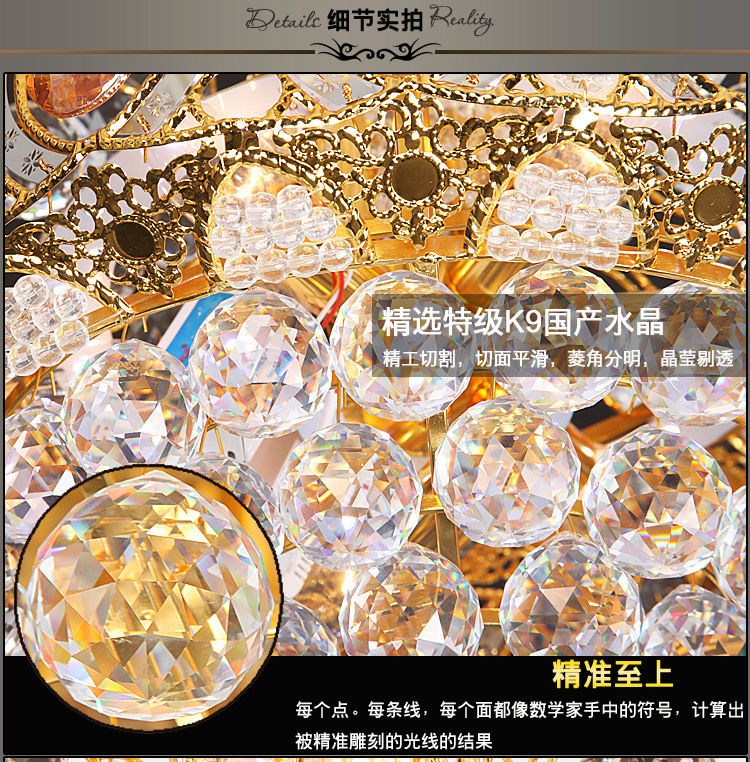 Details 细节实拍 Reality
精选特级K9国产水晶
精工切割，切面平滑，菱角分明，晶莹剔透
精准至上
每个点。每条线，每个面都像数学家手中的符号，计算出
被精准雕刻的光线的结果